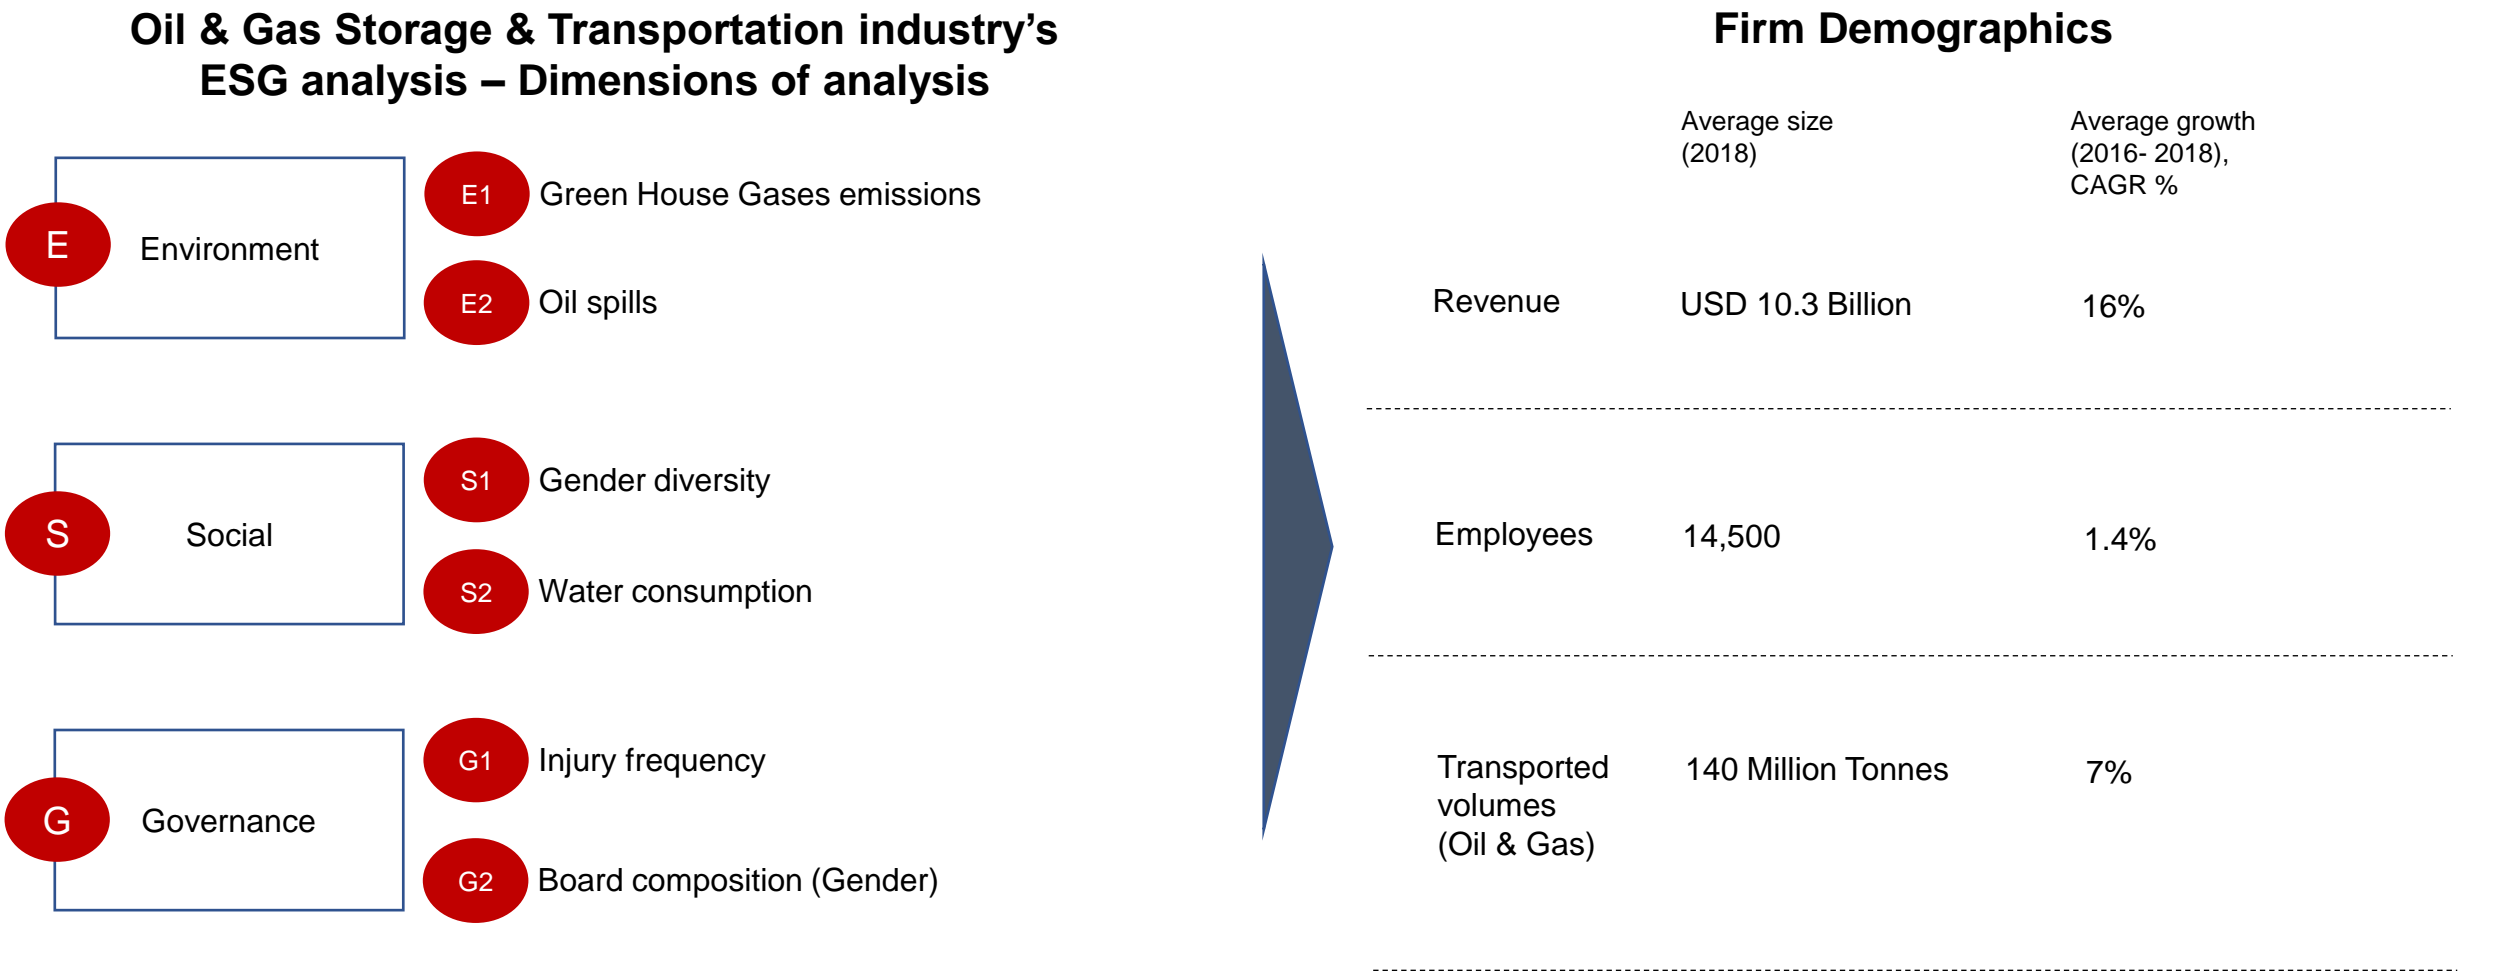 Oil & Gas Storage & Transportation industry’s
ESG analysis – Dimensions of analysis
E
Environment
E1
Green House Gases emissions
E2
Oil spills
S
Social
S1
Gender diversity
S2
Water consumption
G
Governance
G1
Injury frequency
G2
Board composition (Gender)
Firm Demographics
Average size
(2018)
Average growth
(2016- 2018),
CAGR %
Revenue
USD 10.3 Billion
16%
Employees
14,500
1.4%
Transported
volumes
(Oil & Gas)
140 Million Tonnes
7%